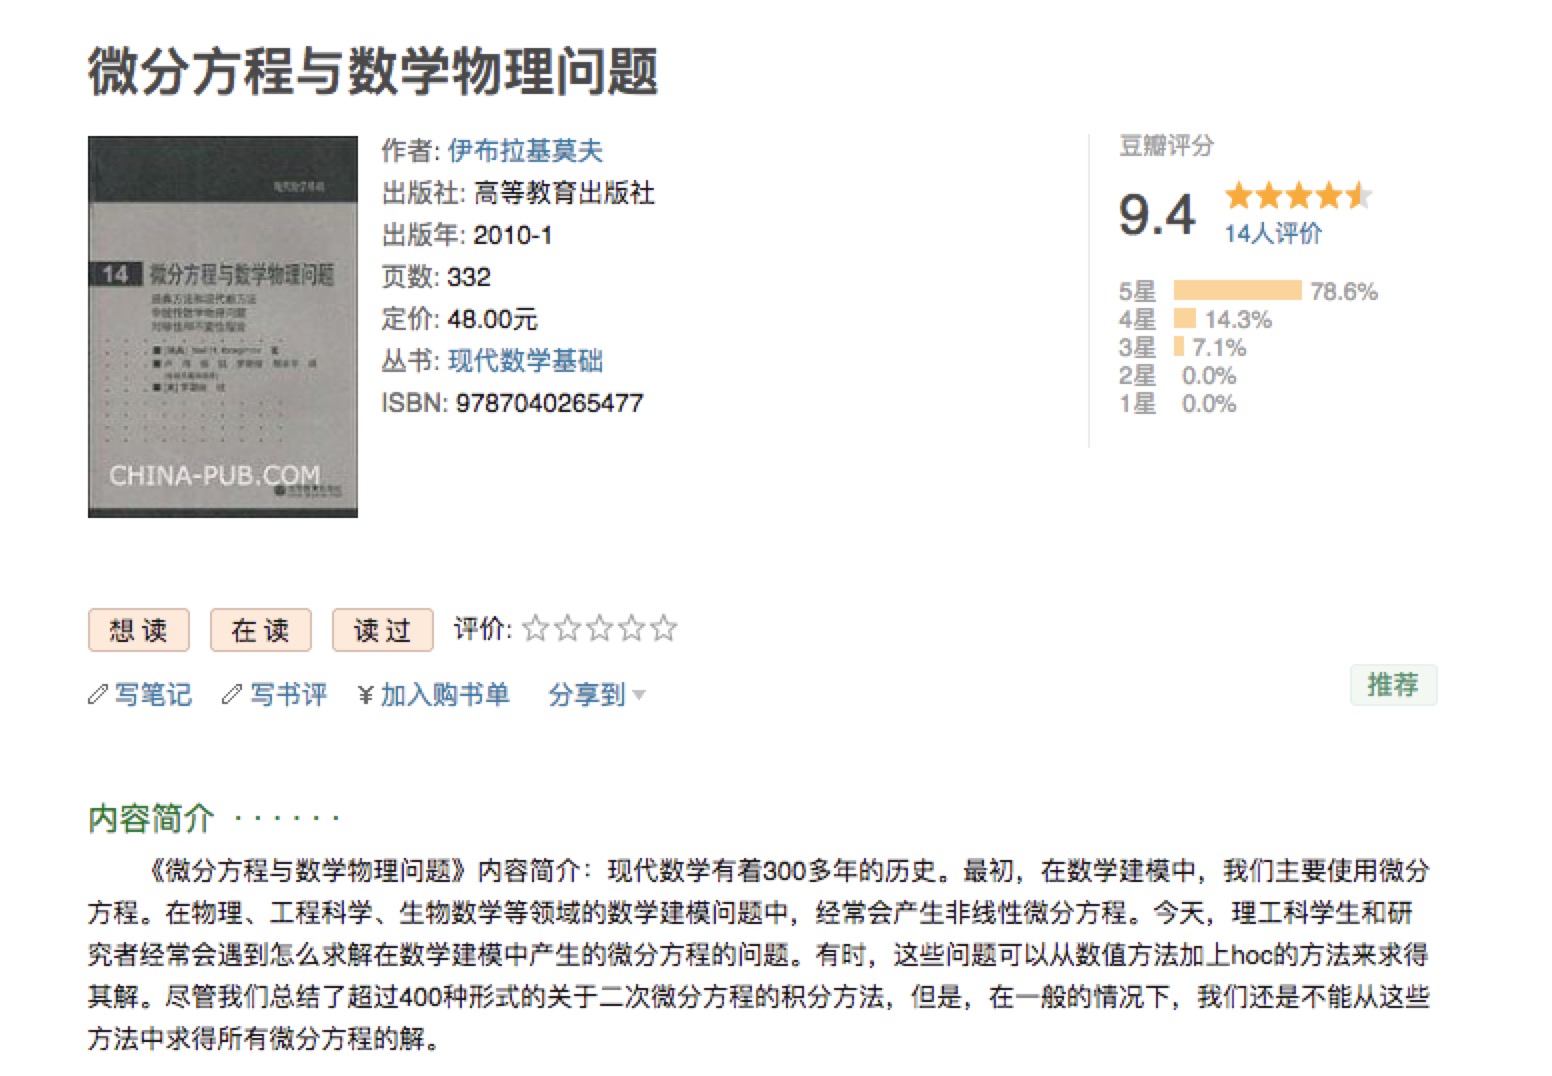 微分方程与数学物理问题
作者: 伊布拉基莫夫
出版社: 高等教育出版社
出版年: 2010-1
页数: 332
定价: 48.00元
丛书: 现代数学基础
ISBN: 9787040265477
豆瓣评分
9.4
14人评价
5星 78.6%
4星 14.3%
3星 7.1%
2星 0.0%
1星 0.0%
14 微分方程与数学物理问题
CHINA-PUB.COM
想读 在读 读过 评价:
写笔记 写书评 ¥加入购书单 分享到
推荐
内容简介 · · · · · ·
《微分方程与数学物理问题》内容简介：现代数学有着300多年的历史。最初，在数学建模中，我们主要使用微分
方程。在物理、工程科学、生物数学等领域的数学建模问题中，经常会产生非线性微分方程。今天，理工科学生和研
究者经常会遇到怎么求解在数学建模中产生的微分方程的问题。有时，这些问题可以从数值方法加上hoc的方法来求得
其解。尽管我们总结了超过400种形式的关于二次微分方程的积分方法，但是，在一般的情况下，我们还是不能从这些
方法中求得所有微分方程的解。